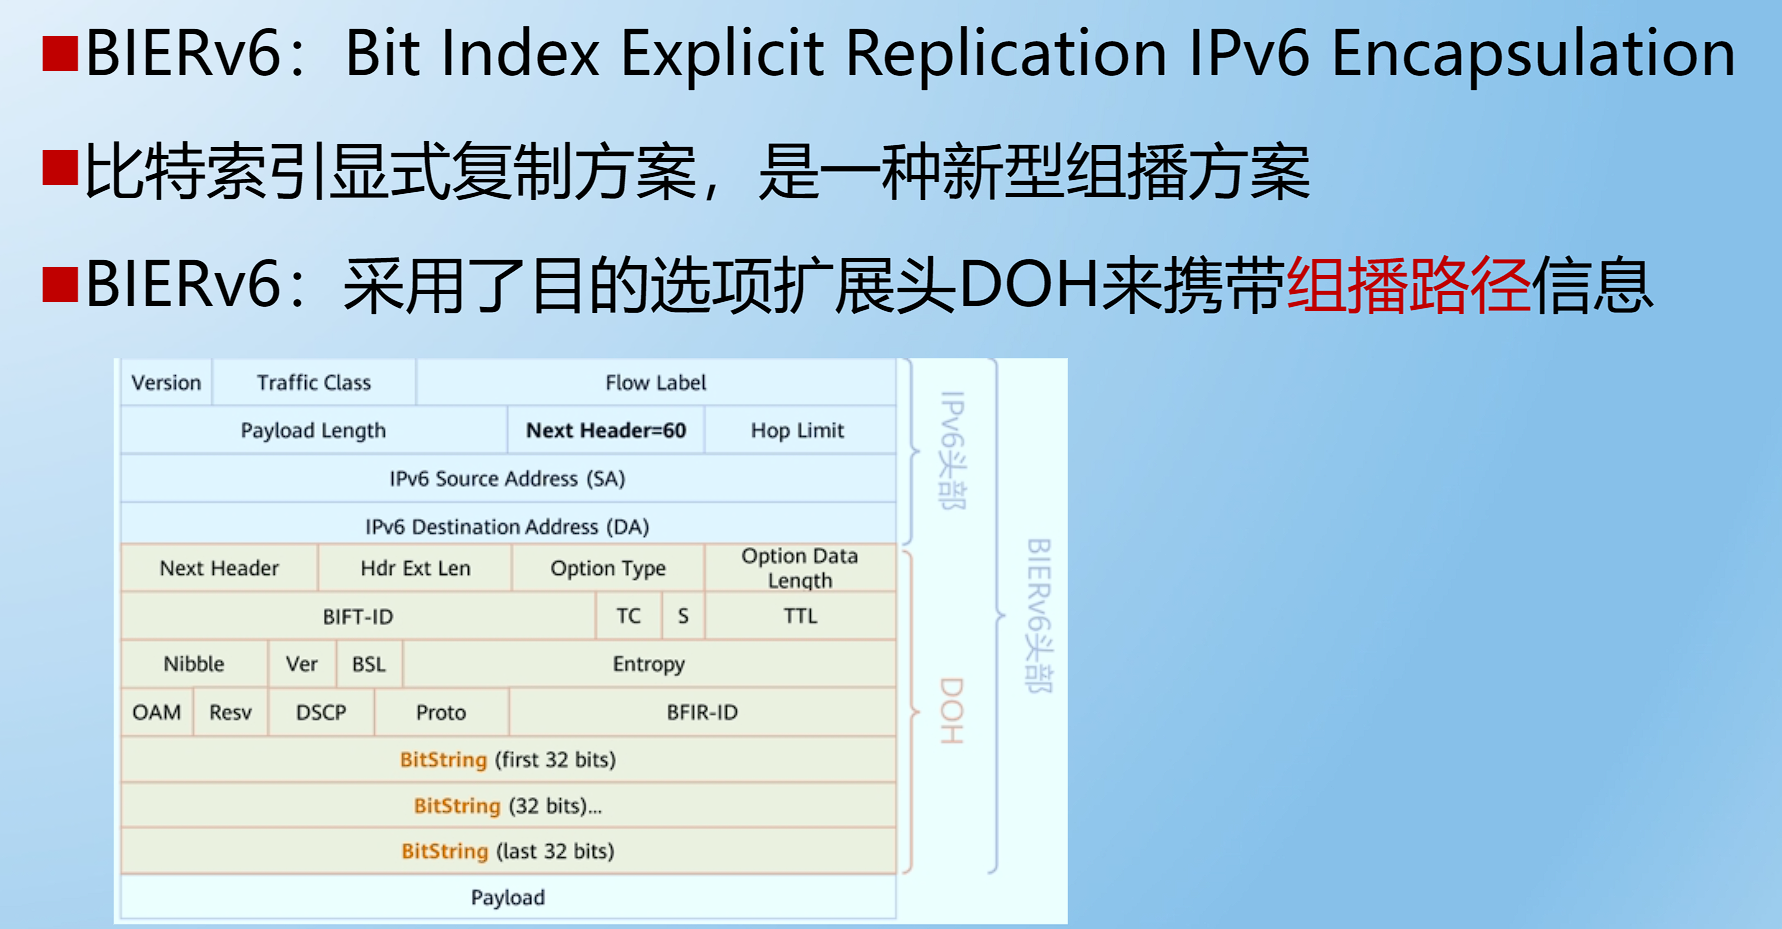 BIERv6：Bit Index Explicit Replication IPv6 Encapsulation
比特索引显式复制方案，是一种新型组播方案
BIERv6：采用了目的选项扩展头DOH来携带组播路径信息
Version Traffic Class Flow Label
Payload Length Next Header=60 Hop Limit
IPv6 Source Address (SA)
IPv6 Destination Address (DA)
IPv6头部
Next Header Hdr Ext Len Option Type Option Data Length
BIFT-ID TC S TTL
Nibble Ver BSL Entropy
OAM Resv DSCP Proto BFIR-ID
BitString (first 32 bits)
BitString (32 bits)...
BitString (last 32 bits)
DOH
BIERv6头部
Payload